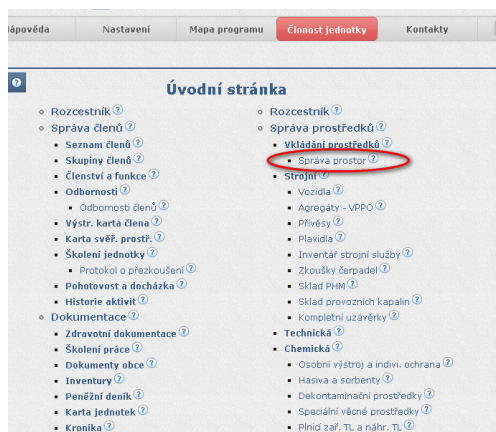 Nápověda Nastavení Mapa programu Činnost jednotky Kontakty
Úvodní stránka
Rozcestník
Správa členů
Seznam členů
Skupiny členů
Členství a funkce
Odbornosti
Odbornosti členů
Výstr. karta člena
Karta svěř. prostř.
Školení jednotky
Protokol o přezkoušení
Pohotovost a docházka
Historie aktivit
Dokumentace
Zdravotní dokumentace
Školení práce
Dokumenty obce
Inventury
Peněžní deník
Karta jednotek
Kronika
Rozcestník
Správa prostředků
Vkládání prostředků
Správa prostor
Strojní
Vozidla
Agregáty - VPPO
Přívěsy
Plavidla
Inventář strojní služby
Zkoušky čerpadel
Sklad PHM
Sklad provozních kapalin
Kompletní uzávěrky
Technická
Chemická
Osobní výstroj a indivi. ochrana
Hasiva a sorbenty
Dekontaminační prostředky
Speciální věcné prostředky
Plnicí zař. TL a náhr. TL